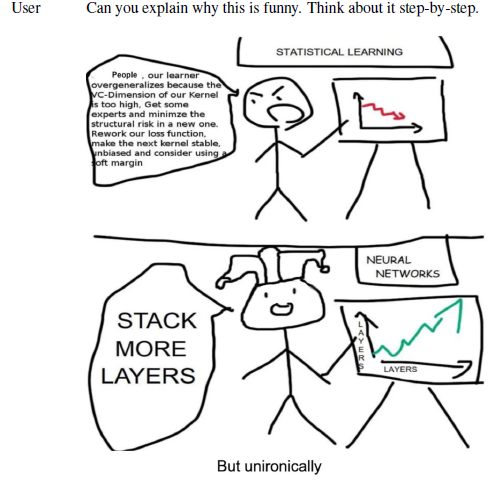 User Can you explain why this is funny. Think about it step-by-step.
STATISTICAL LEARNING
People , our learner
overgeneralizes because the
VC-Dimension of our Kernel
is too high, Get some
experts and minimze the
structural risk in a new one.
Rework our loss function,
make the next kernel stable,
unbiased and consider using a
soft margin
NEURAL
NETWORKS
STACK
MORE
LAYERS
LAYERS
LAYERS
But unironically